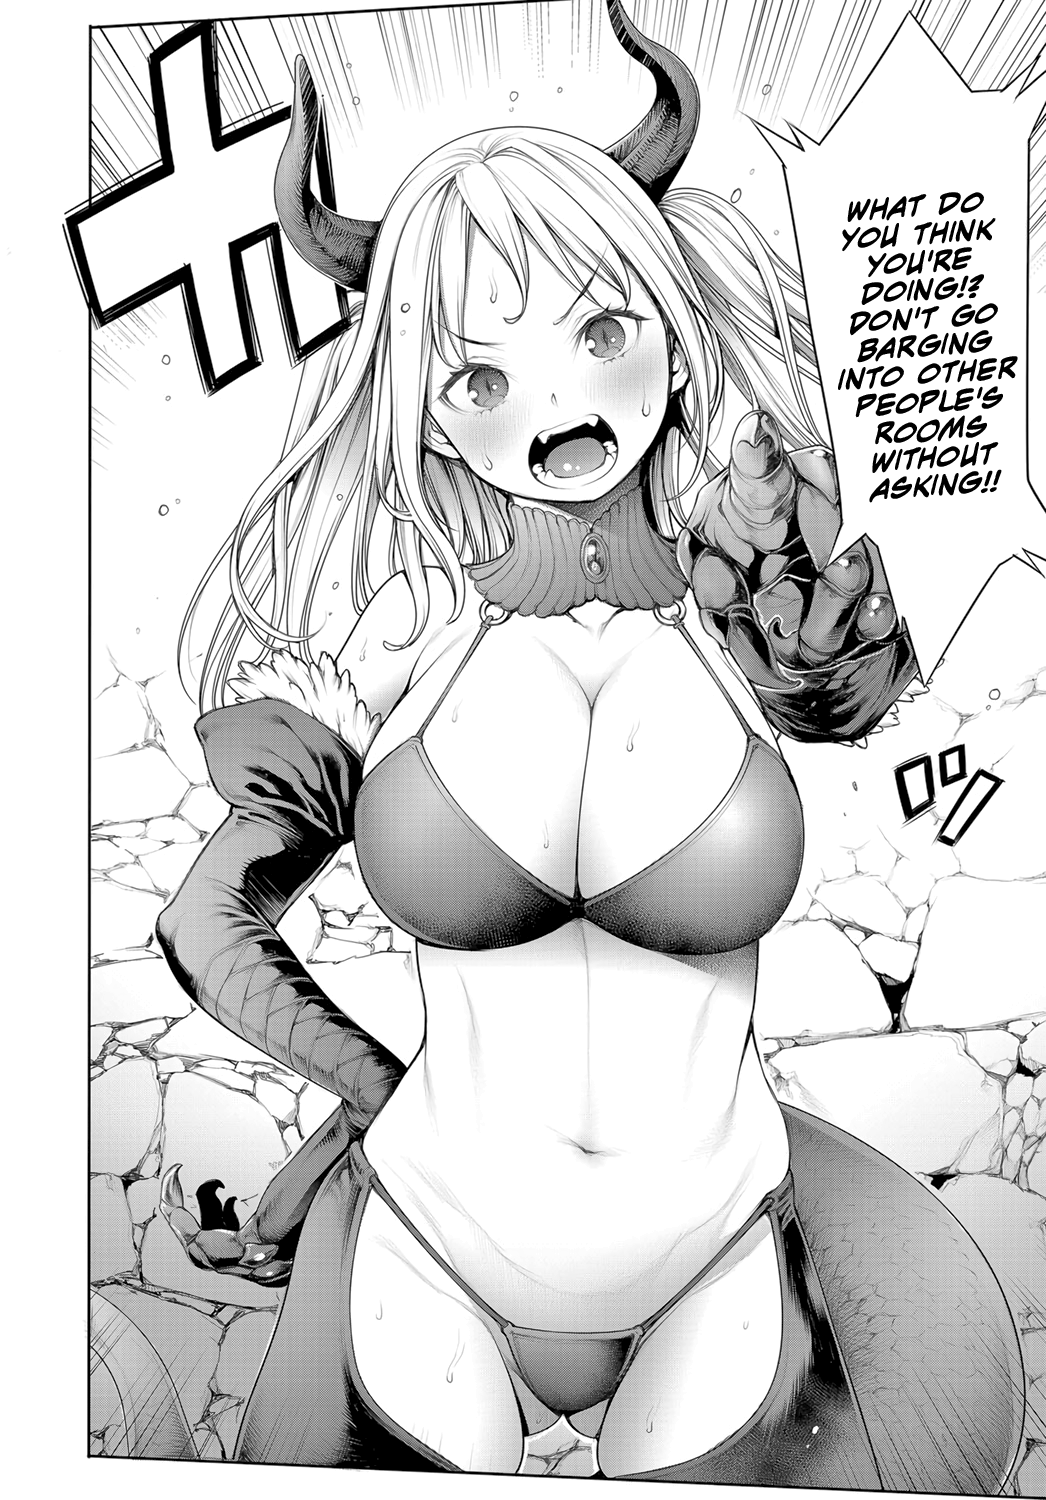 WHAT DO
YOU THINK
YOU'RE
DOING!?
DON'T GO
BARGING
INTO OTHER
PEOPLE'S
ROOMS
WITHOUT
ASKING!!